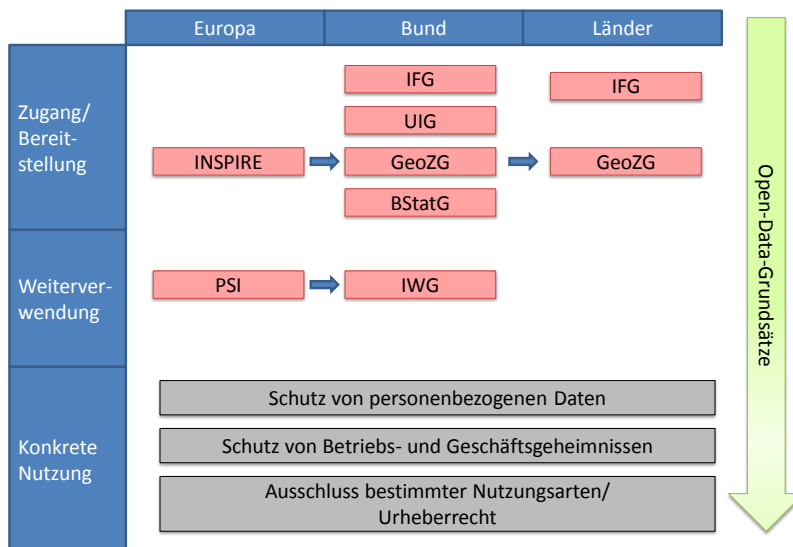 Europa
Bund
Länder
Zugang/
Bereit-
stellung
IFG
IFG
UIG
INSPIRE
GeoZG
GeoZG
BStatG
Weiterver-
wendung
PSI
IWG
Konkrete
Nutzung
Schutz von personenbezogenen Daten
Schutz von Betriebs- und Geschäftsgeheimnissen
Ausschluss bestimmter Nutzungsarten/
Urheberrecht
Open-Data-Grundsätze